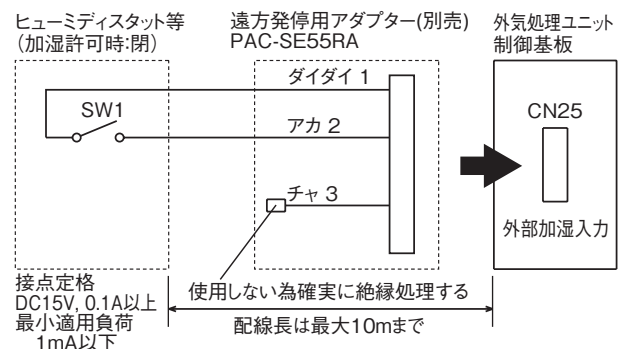 ヒューミディスタット等
(加湿許可時:閉)
遠方発停用アダプター(別売)
PAC-SE55RA
外気処理ユニット
制御基板
ダイダイ 1
SW1
アカ 2
チャ 3
CN25
外部加湿入力
接点定格
DC15V, 0.1A以上
最小適用負荷
1mA以下
使用しない為確実に絶縁処理する
配線長は最大10mまで